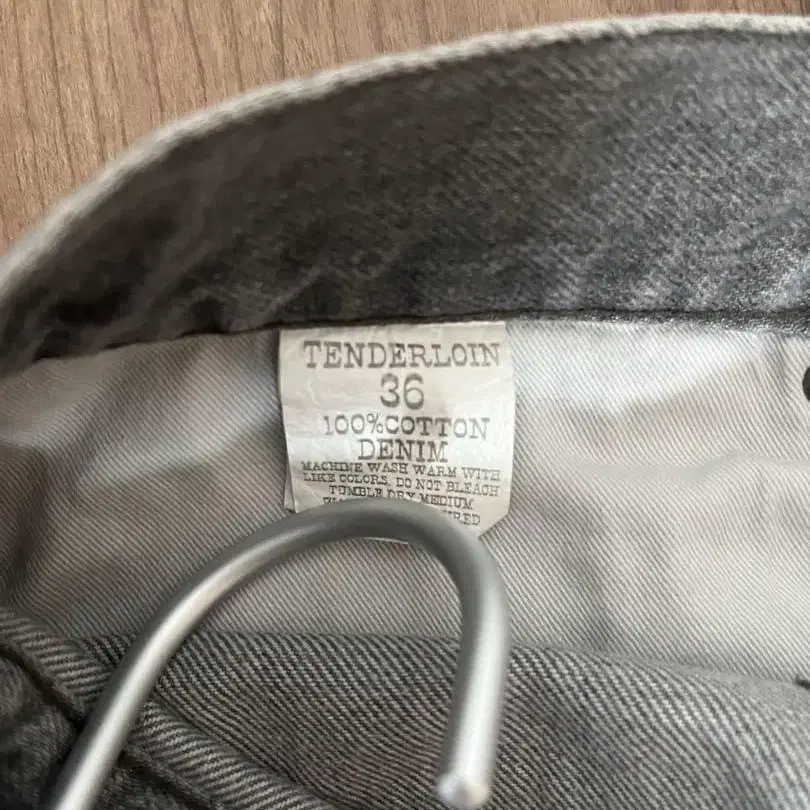 TENDERLOIN
36
100%COTTON
DENIM
MACHINE WASH WARM WITH
LIKE COLORS. DO NOT BLEACH
TUMBLE DRY MEDIUM